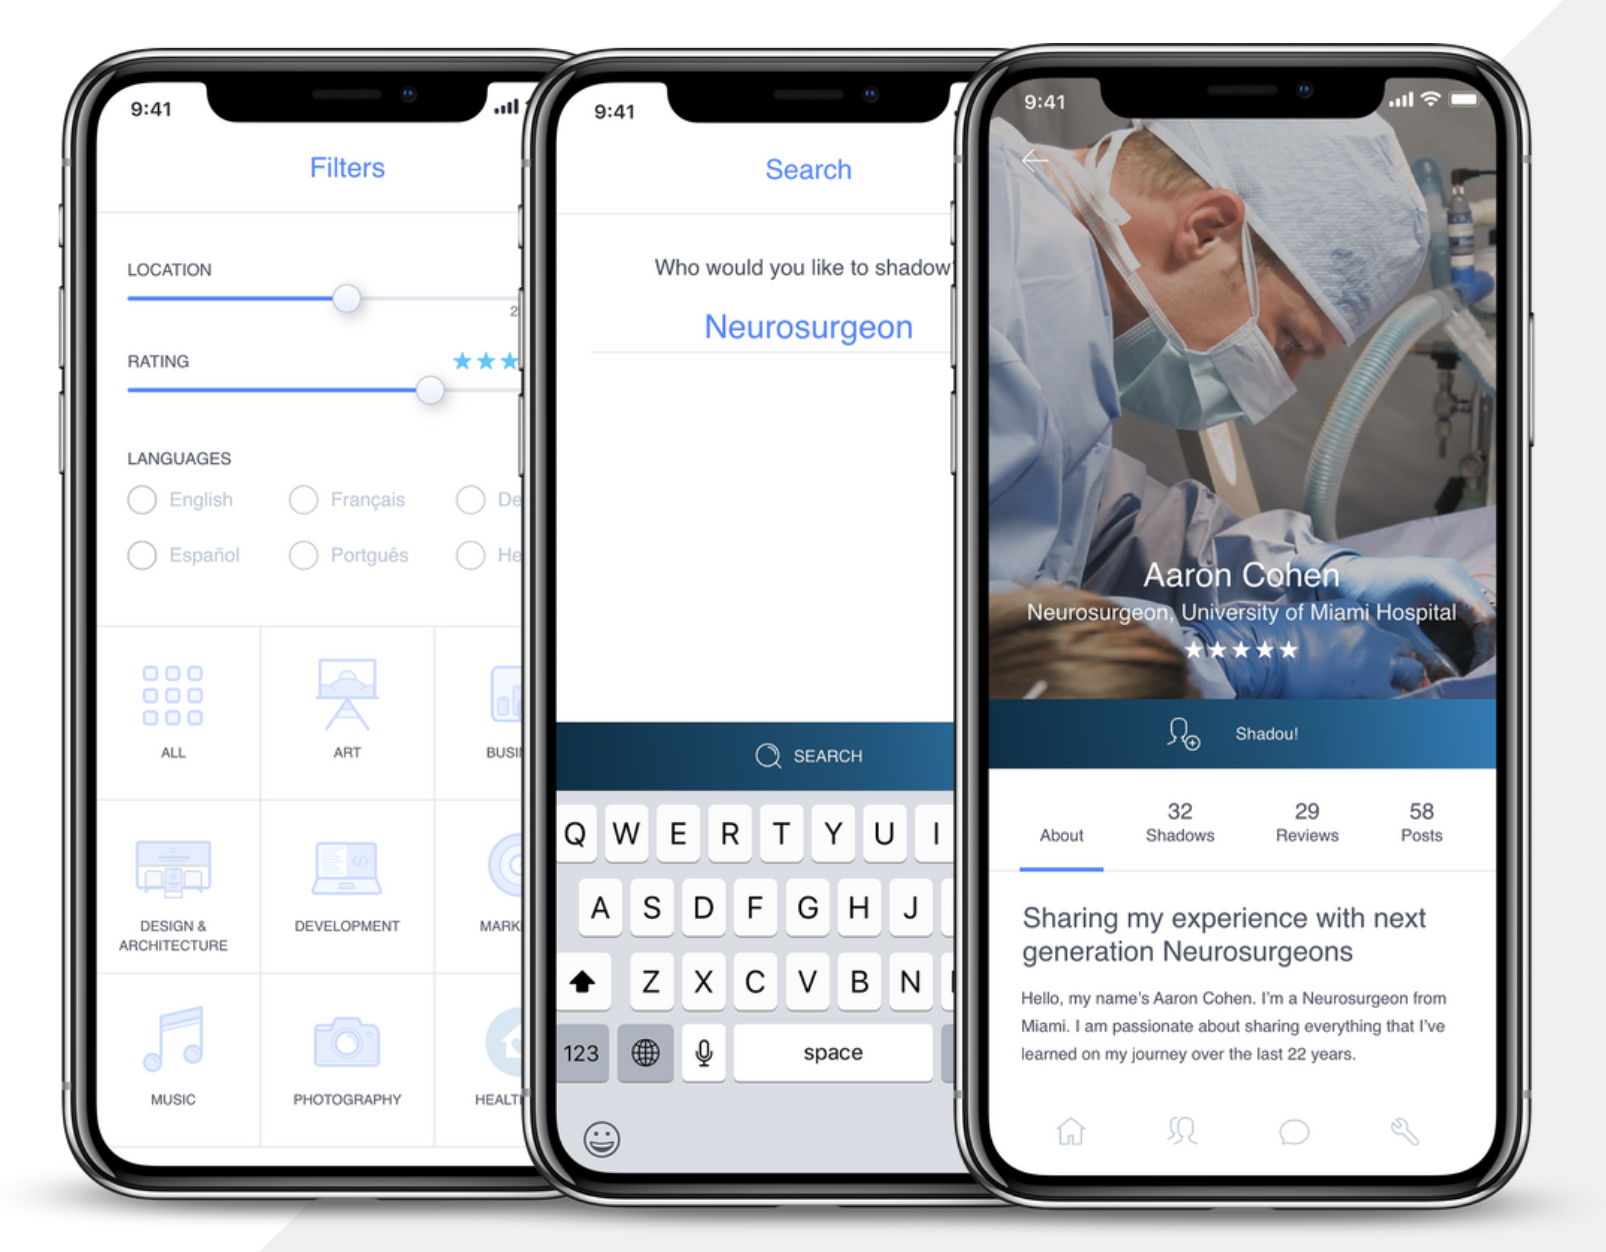 9:41
Filters
LOCATION
2
RATING
LANGUAGES
English
Français
De
Español
Portguês
He
ALL
ART
BUSI
DESIGN &
ARCHITECTURE
DEVELOPMENT
MARK
MUSIC
PHOTOGRAPHY
HEALT
9:41
Search
Who would you like to shadow?
Neurosurgeon
SEARCH
Q W E R T Y U I
A S D F G H J
Z X C V B N
123
space
9:41
Aaron Cohen
Neurosurgeon, University of Miami Hospital
Shadou!
About
32
Shadows
29
Reviews
58
Posts
Sharing my experience with next
generation Neurosurgeons
Hello, my name's Aaron Cohen. I'm a Neurosurgeon from
Miami. I am passionate about sharing everything that I've
learned on my journey over the last 22 years.